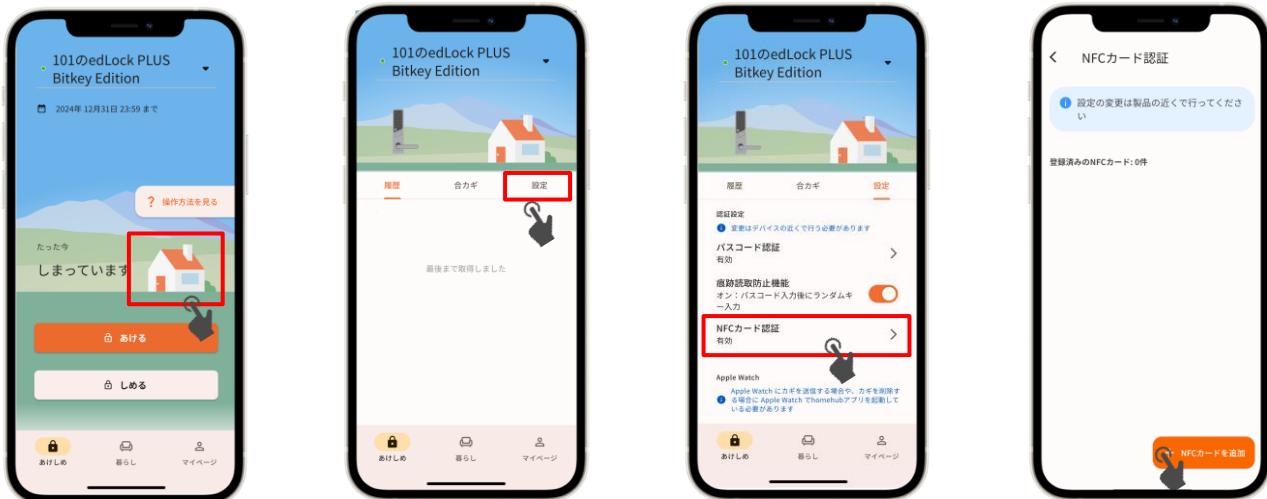 101のedLock PLUS
Bitkey Edition
2024年 12月31日 23:59 まで
? 操作方法を見る
たった今
しまっています
あける
しめる
あけしめ
暮らし
マイページ
101のedLock PLUS
Bitkey Edition
履歴
合カギ
設定
最後まで取得しました
あけしめ
暮らし
マイページ
101のedLock PLUS
Bitkey Edition
履歴
合カギ
設定
認証設定
変更はデバイスの近くで行う必要があります
パスコード認証
有効
痕跡読取防止機能
オン：パスコード入力後にランダムキ
ー入力
NFCカード認証
有効
Apple Watch
Apple Watch にカギを送信する場合や、カギを削除す
る場合に Apple Watch でhomehubアプリを起動して
いる必要があります
あけしめ
暮らし
マイページ
NFCカード認証
設定の変更は製品の近くで行ってくださ
い
登録済みのNFCカード: 0件
NFCカードを追加